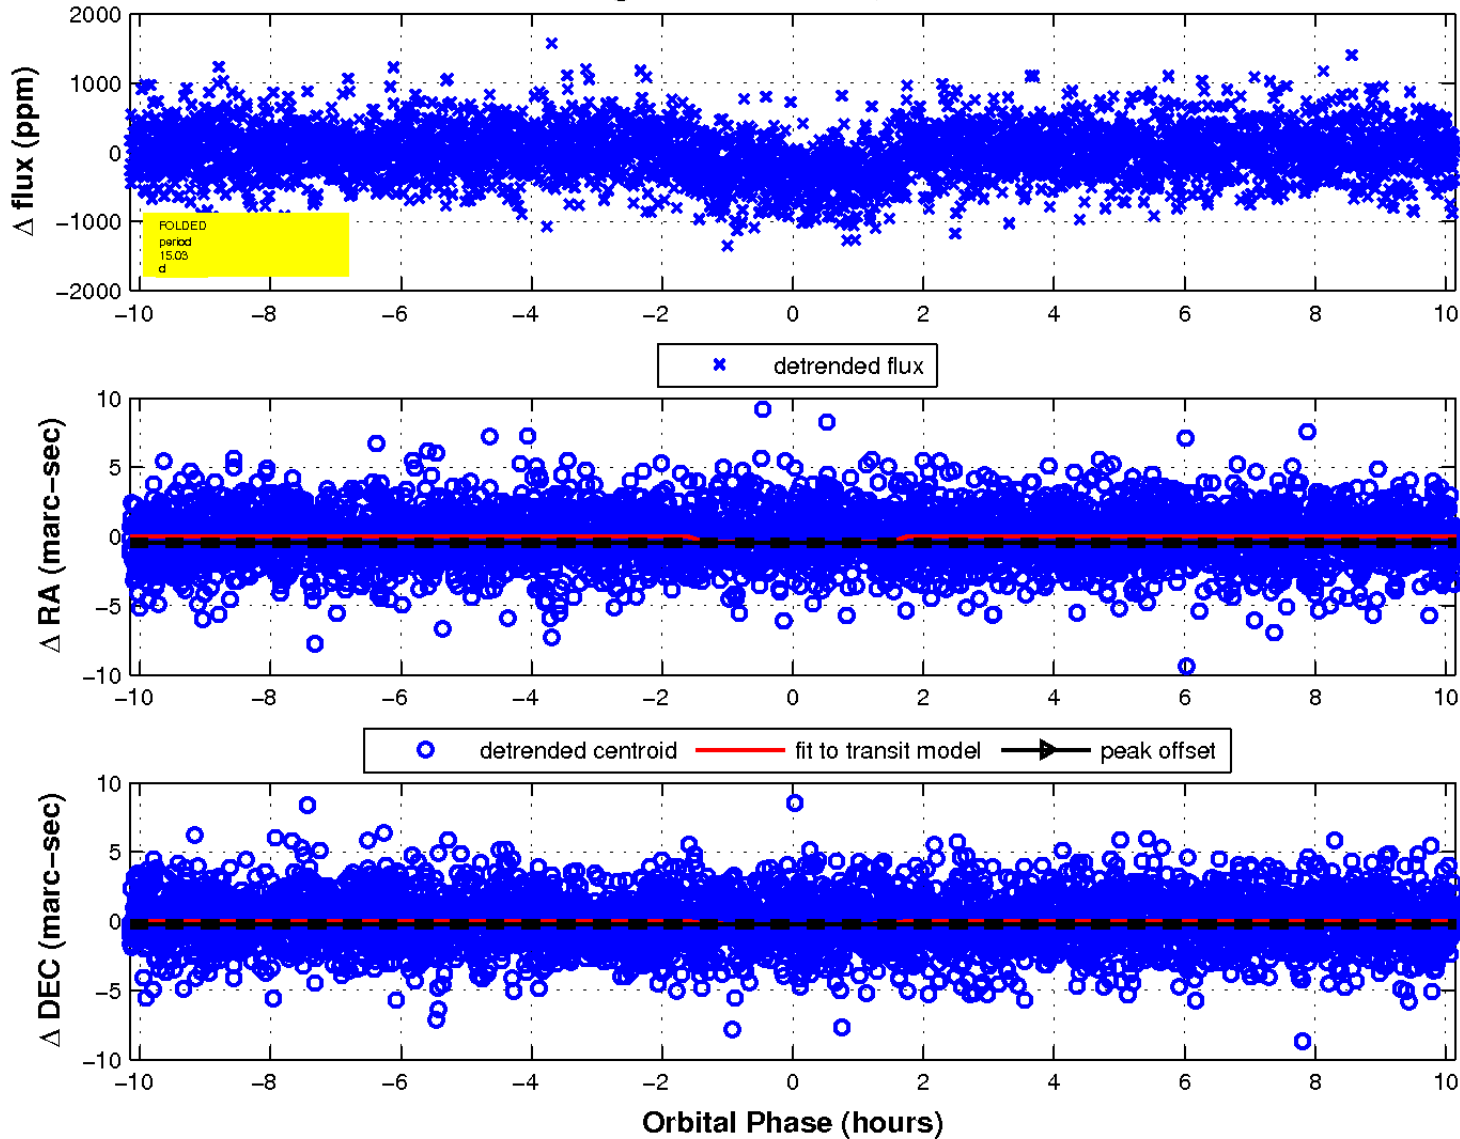 2000
1000
0
−1000
−2000
Δ flux (ppm)
FOLDED
period
15.03
d
−10 −8 −6 −4 −2 0 2 4 6 8 10
detrended flux
10
5
0
−5
−10
Δ RA (marc−sec)
−10 −8 −6 −4 −2 0 2 4 6 8 10
detrended centroid fit to transit model peak offset
10
5
0
−5
−10
Δ DEC (marc−sec)
−10 −8 −6 −4 −2 0 2 4 6 8 10
Orbital Phase (hours)